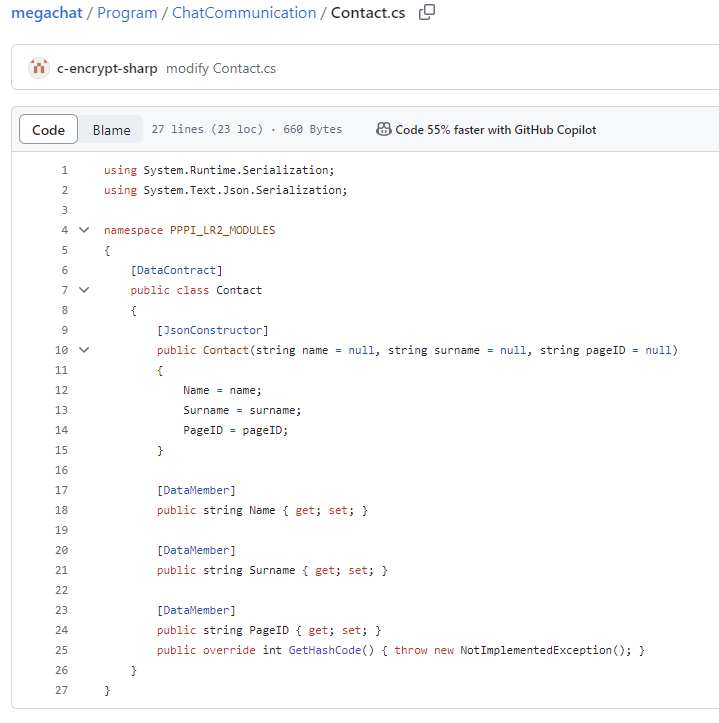 megachat / Program / ChatCommunication / Contact.cs
c-encrypt-sharp modify Contact.cs
Code Blame 27 lines (23 loc) · 660 Bytes Code 55% faster with GitHub Copilot
1 using System.Runtime.Serialization;
2 using System.Text.Json.Serialization;
3
4 namespace PPPI_LR2_MODULES
5 {
6 [DataContract]
7 public class Contact
8 {
9 [JsonConstructor]
10 public Contact(string name = null, string surname = null, string pageID = null)
11 {
12 Name = name;
13 Surname = surname;
14 PageID = pageID;
15 }
16
17 [DataMember]
18 public string Name { get; set; }
19
20 [DataMember]
21 public string Surname { get; set; }
22
23 [DataMember]
24 public string PageID { get; set; }
25 public override int GetHashCode() { throw new NotImplementedException(); }
26 }
27 }